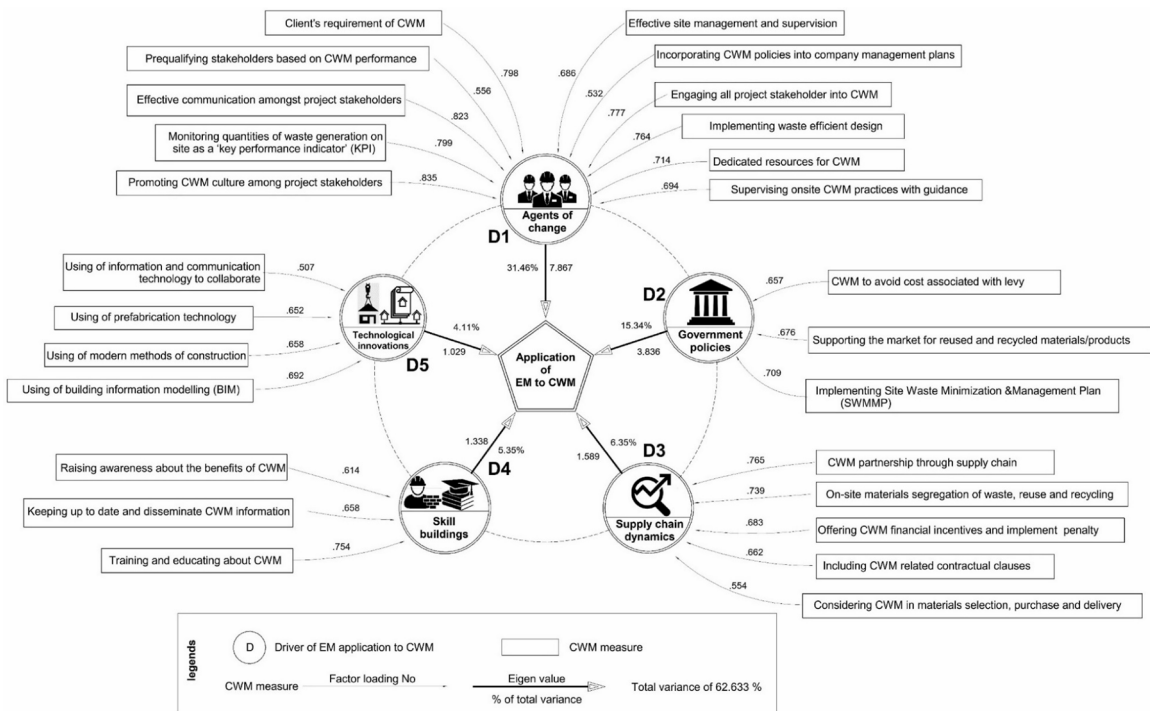 Client's requirement of CWM
Prequalifying stakeholders based on CWM performance
Effective communication amongst project stakeholders
Monitoring quantities of waste generation on
site as a 'key performance indicator' (KPI)
Promoting CWM culture among project stakeholders
.798
.556
.823
.799
.835
Effective site management and supervision
Incorporating CWM policies into company management plans
Engaging all project stakeholder into CWM
Implementing waste efficient design
Dedicated resources for CWM
Supervising onsite CWM practices with guidance
.686
.532
.777
.764
.714
.694
Agents of
change
D1
31.46%
7.867
Using of information and communication
technology to collaborate
Using of prefabrication technology
Using of modern methods of construction
Using of building information modelling (BIM)
.507
.652
.658
.692
Technological
innovations
D5
4.11%
1.029
Application
of
EM to CWM
D2
Government
policies
15.34%
3.836
.657
.676
.709
CWM to avoid cost associated with levy
Supporting the market for reused and recycled materials/products
Implementing Site Waste Minimization &Management Plan
(SWMMP)
Raising awareness about the benefits of CWM
Keeping up to date and disseminate CWM information
Training and educating about CWM
.614
.658
.754
Skill
buildings
D4
1.338
5.35%
D3
6.35%
1.589
Supply chain
dynamics
.765
.739
.683
.662
.554
CWM partnership through supply chain
On-site materials segregation of waste, reuse and recycling
Offering CWM financial incentives and implement penalty
Including CWM related contractual clauses
Considering CWM in materials selection, purchase and delivery
legends
D
Driver of EM application to CWM
CWM measure
CWM measure
Factor loading No
Eigen value
% of total variance
Total variance of 62.633 %